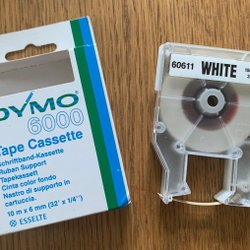 DYMO
6000
Tape Cassette
Schriftband-Kassette
Ruban Support
Tapekassett
Cinta color fondo
Nastro di supporto in
cartuccia.
10 m x 6 mm (32' x 1/4")
ESSELTE
60611 WHITE